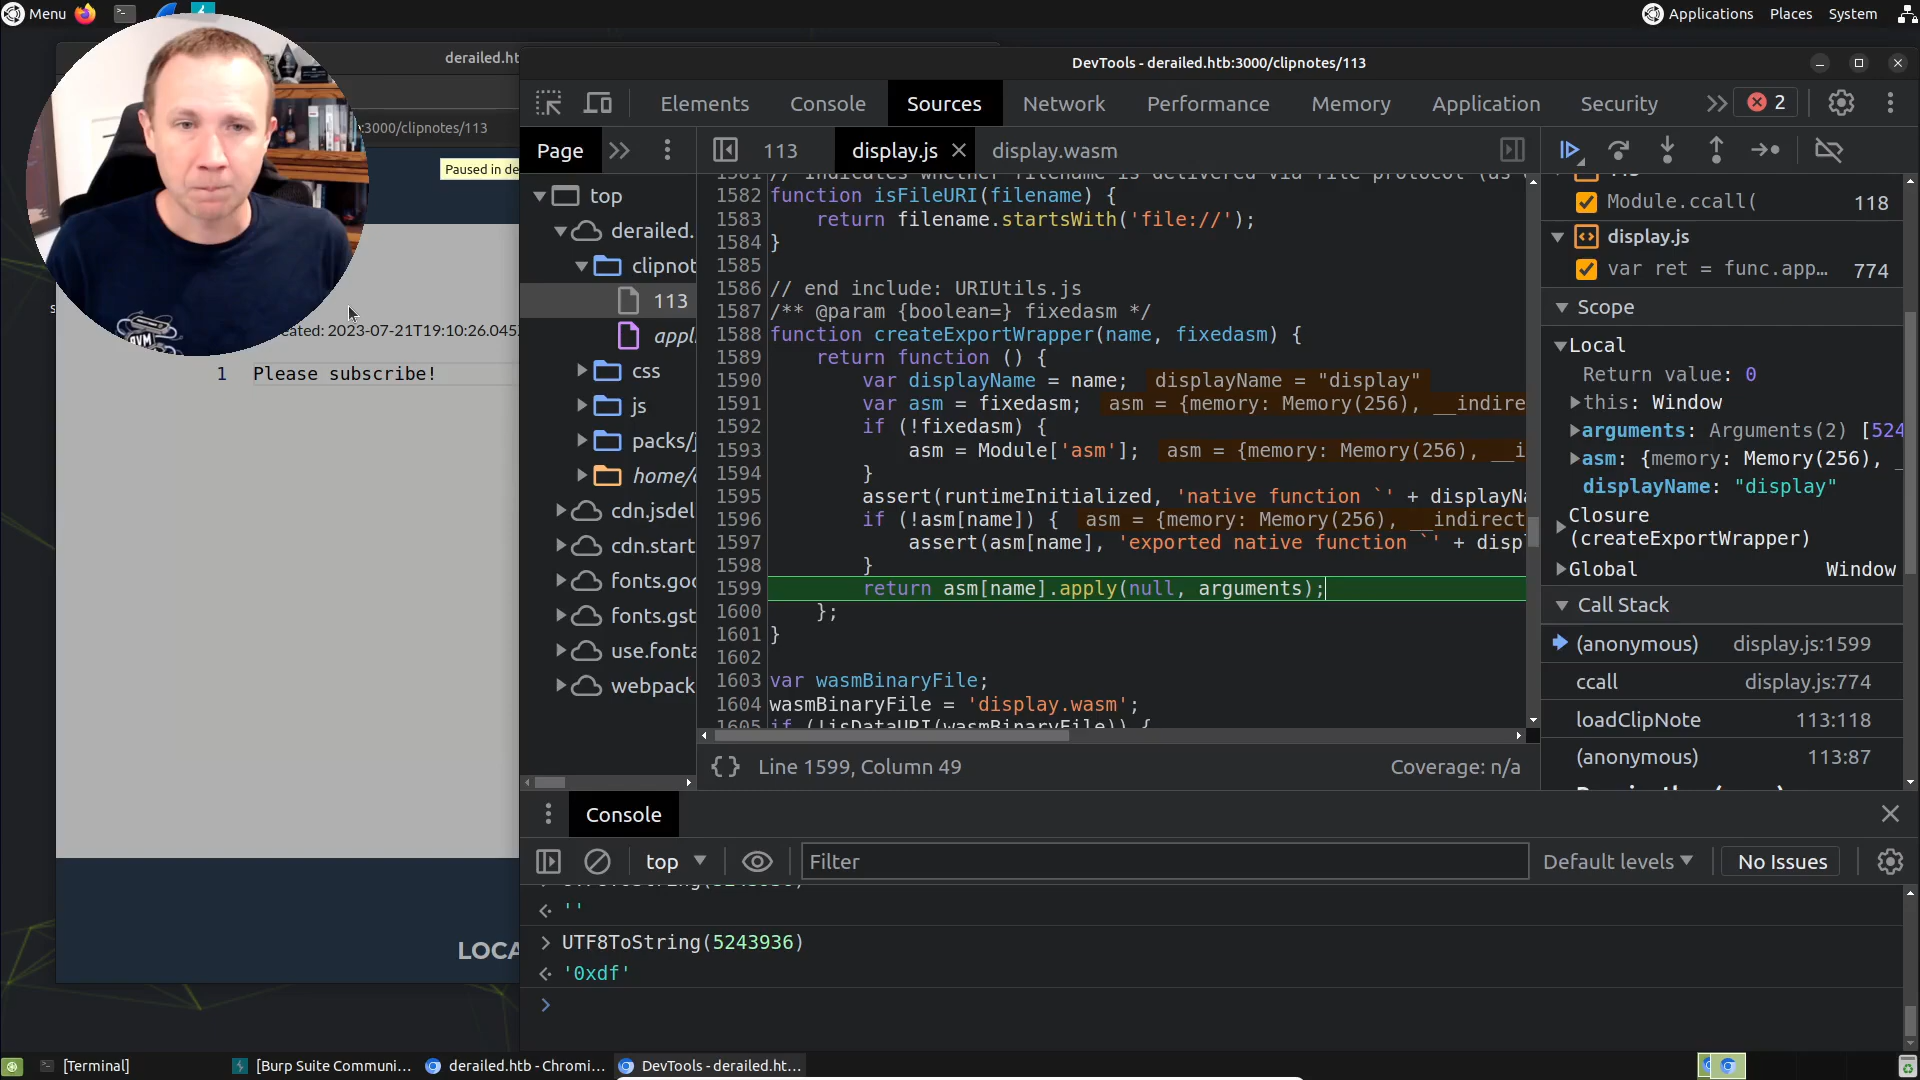 Menu
Applications Places System
derailed.ht
:3000/clipnotes/113
Paused in de
eated: 2023-07-21T19:10:26.045
1 Please subscribe!
LOCA
DevTools - derailed.htb:3000/clipnotes/113
Elements Console Sources Network Performance Memory Application Security 2
Page 113 display.js display.wasm
top
derailed.
clipnot
113
appl
css
js
packs/j
home/
cdn.jsdel
cdn.start
fonts.goo
fonts.gst
use.fonta
webpack
1582 function isFileURI(filename) {
1583 return filename.startsWith('file://');
1584 }
1585
1586 // end include: URIUtils.js
1587 /** @param {boolean=} fixedasm */
1588 function createExportWrapper(name, fixedasm) {
1589 return function () {
1590 var displayName = name; displayName = "display"
1591 var asm = fixedasm; asm = {memory: Memory(256), __indirec
1592 if (!fixedasm) {
1593 asm = Module['asm']; asm = {memory: Memory(256), __i
1594 }
1595 assert(runtimeInitialized, 'native function `' + displayNa
1596 if (!asm[name]) { asm = {memory: Memory(256), __indirect
1597 assert(asm[name], 'exported native function `' + disp
1598 }
1599 return asm[name].apply(null, arguments);
1600 };
1601 }
1602
1603 var wasmBinaryFile;
1604 wasmBinaryFile = 'display.wasm';
1605 if (!isDataURI(wasmBinaryFile)) {
{} Line 1599, Column 49 Coverage: n/a
Module.ccall( 118
display.js
var ret = func.app… 774
Scope
Local
Return value: 0
this: Window
arguments: Arguments(2) [524
asm: {memory: Memory(256), _
displayName: "display"
Closure
(createExportWrapper)
Global Window
Call Stack
(anonymous) display.js:1599
ccall display.js:774
loadClipNote 113:118
(anonymous) 113:87
Console
top Filter Default levels No Issues
''
UTF8ToString(5243936)
'0xdf'
[Terminal] [Burp Suite Communi... derailed.htb - Chromi... DevTools - derailed.ht...